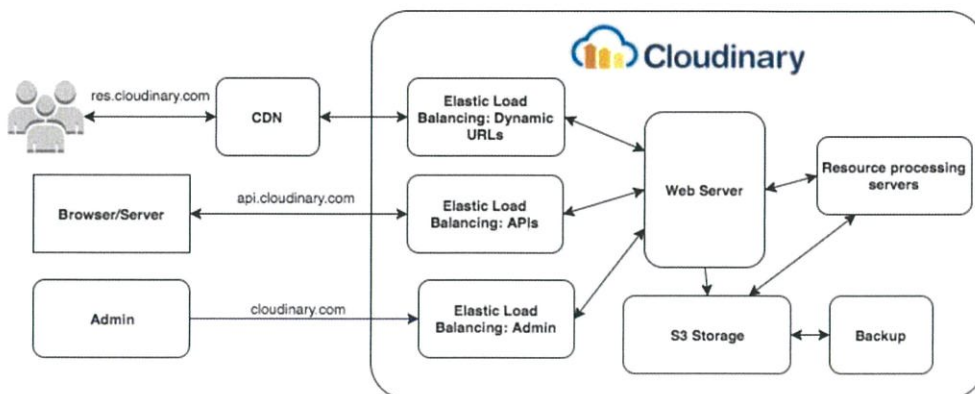 Cloudinary
res.cloudinary.com
CDN
Elastic Load
Balancing: Dynamic
URLs
Web Server
Resource processing
servers
Browser/Server
api.cloudinary.com
Elastic Load
Balancing: APIs
Admin
cloudinary.com
Elastic Load
Balancing: Admin
S3 Storage
Backup